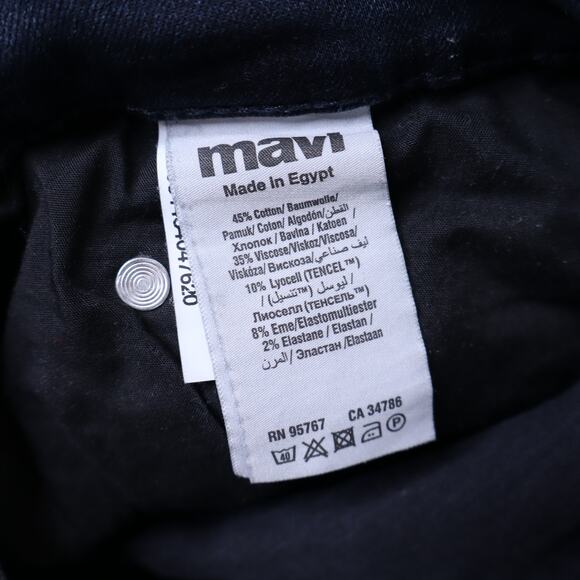 mavi
Made in Egypt
45% Cotton/ Baumwolle/
Pamuk/ Coton/ Algodón/القطن/
Хлопок / Bavlna / Katoen /
35% Viscose/Viskoz/Viscosa/
Viskóza/ Вискоза/ليف صناعي/
10% Lyocell (TENCEL™)
/ ليوسل (تنسيل™) /
Лиоселл (ТЕНСЕЛЬ)
8% Eme/Elastomultiester
2% Elastane / Elastan /
المرن / Эластан /Elastaan
RN 95767 CA 34786
40 P